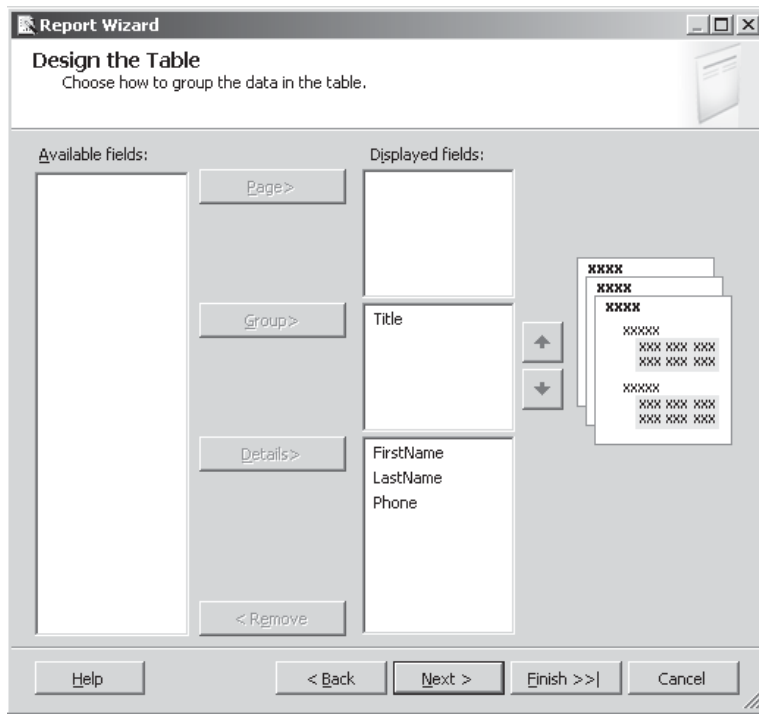 Report Wizard
Design the Table
Choose how to group the data in the table.
Available fields:
Displayed fields:
Page>
Group>
Title
Details>
FirstName
LastName
Phone
< Remove
xxxx
xxxx
xxxx
xxxxx
xxx xxx xxx
xxx xxx xxx
xxxxx
xxx xxx xxx
xxx xxx xxx
Help
< Back
Next >
Finish >>|
Cancel